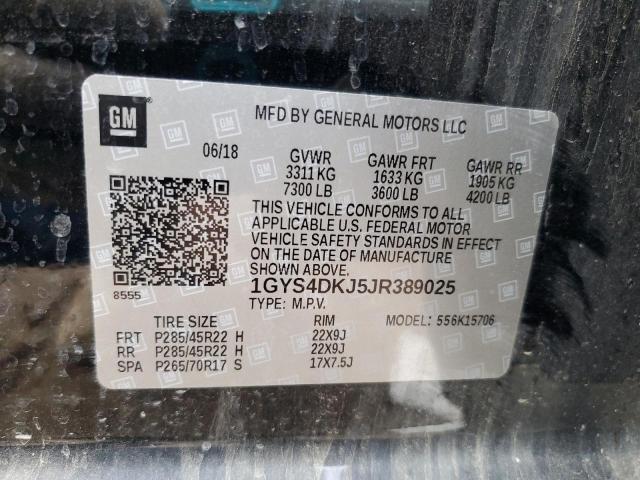 GM
MFD BY GENERAL MOTORS LLC
06/18 GVWR GAWR FRT GAWR RR
3311 KG 1633 KG 1905 KG
7300 LB 3600 LB 4200 LB
THIS VEHICLE CONFORMS TO ALL
APPLICABLE U.S. FEDERAL MOTOR
VEHICLE SAFETY STANDARDS IN EFFECT
ON THE DATE OF MANUFACTURE
SHOWN ABOVE.
8555 1GYS4DKJ5JR389025
TYPE: M.P.V.
TIRE SIZE RIM MODEL: 556K15706
FRT P285/45R22 H 22X9J
RR P285/45R22 H 22X9J
SPA P265/70R17 S 17X7.5J